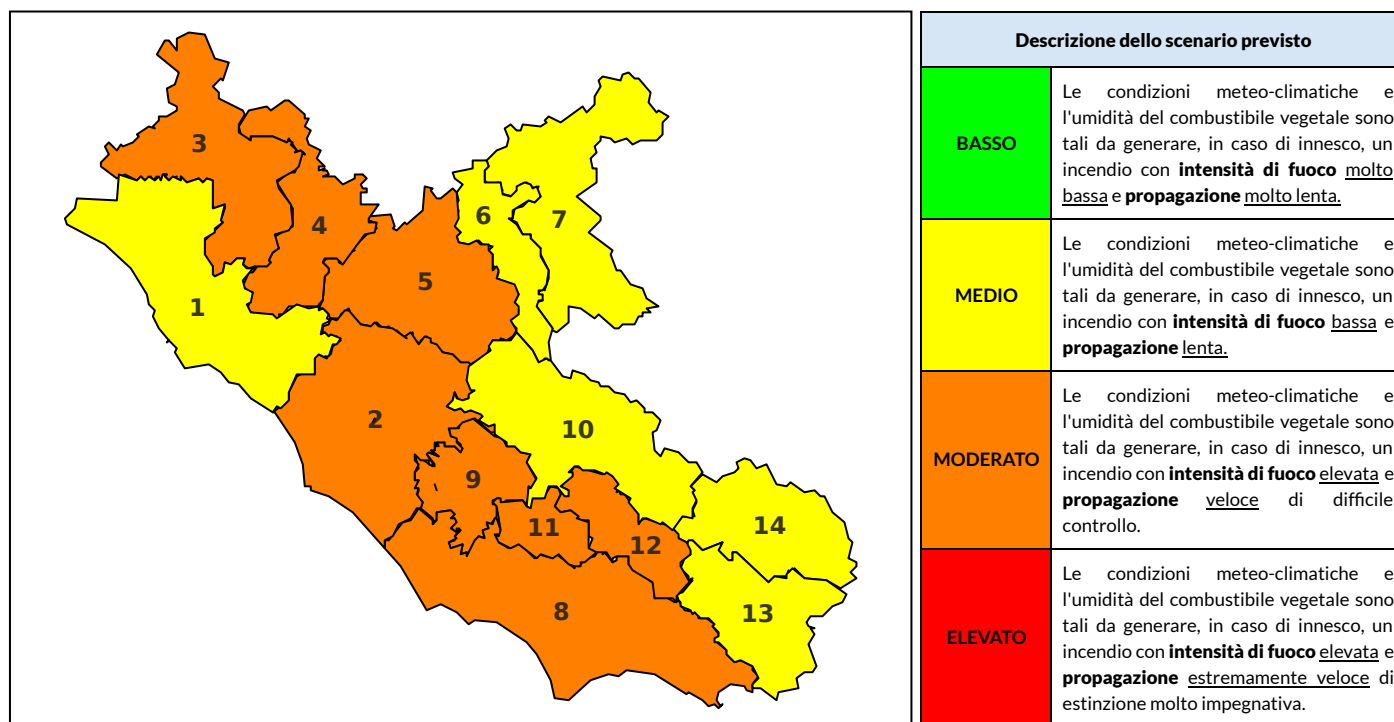 3
4
6
7
5
1
2
10
9
11
12
14
8
13
Descrizione dello scenario previsto
BASSO
Le condizioni meteo-climatiche e
l'umidità del combustibile vegetale sono
tali da generare, in caso di innesco, un
incendio con intensità di fuoco molto
bassa e propagazione molto lenta.
MEDIO
Le condizioni meteo-climatiche e
l'umidità del combustibile vegetale sono
tali da generare, in caso di innesco, un
incendio con intensità di fuoco bassa e
propagazione lenta.
MODERATO
Le condizioni meteo-climatiche e
l'umidità del combustibile vegetale sono
tali da generare, in caso di innesco, un
incendio con intensità di fuoco elevata e
propagazione veloce di difficile
controllo.
ELEVATO
Le condizioni meteo-climatiche e
l'umidità del combustibile vegetale sono
tali da generare, in caso di innesco, un
incendio con intensità di fuoco elevata e
propagazione estremamente veloce di
estinzione molto impegnativa.